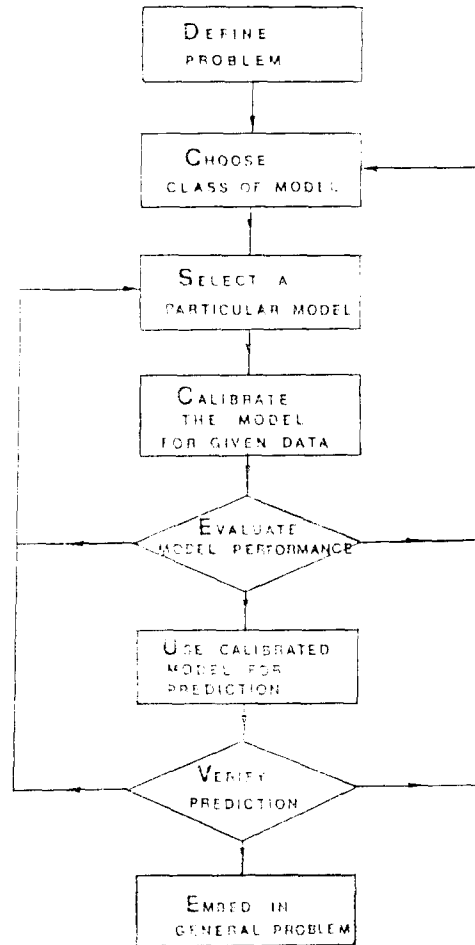 DEFINE
PROBLEM
CHOOSE
CLASS OF MODEL
SELECT A
PARTICULAR MODEL
CALIBRATE
THE MODEL
FOR GIVEN DATA
EVALUATE
MODEL PERFORMANCE
USE CALIBRATED
MODEL FOR
PREDICTION
VERIFY
PREDICTION
EMBED IN
GENERAL PROBLEM